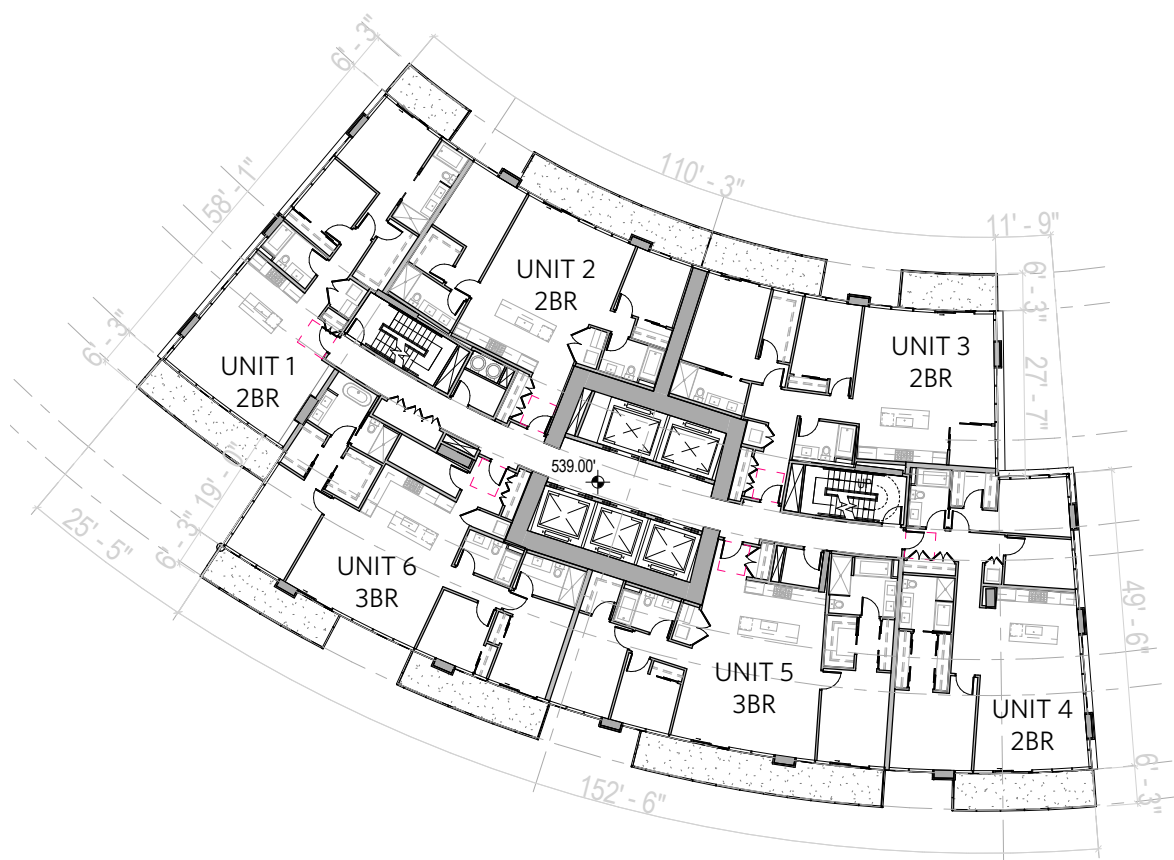 6' - 3"
110' - 3"
58' - 1"
11' - 9"
6' - 3"
UNIT 2
2BR
UNIT 3
2BR
6' - 3"
UNIT 1
2BR
27' - 7"
539.00'
19' -
25' - 5"
6' - 3"
UNIT 6
3BR
49' - 6"
UNIT 5
3BR
UNIT 4
2BR
152' - 6"
6' - 3"